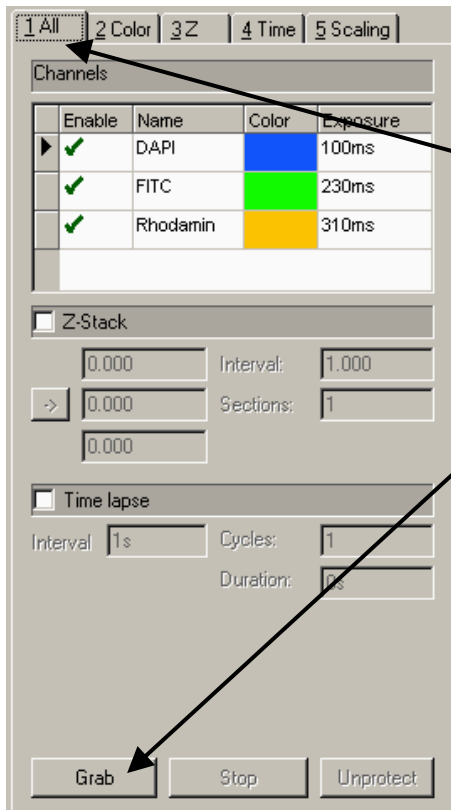 1 All 2 Color 3 Z 4 Time 5 Scaling
Channels
Enable Name Color Exposure
DAPI 100ms
FITC 230ms
Rhodamin 310ms
Z-Stack
0.000 Interval: 1.000
-> 0.000 Sections: 1
0.000
Time lapse
Interval 1s Cycles: 1
Duration: 0s
Grab Stop Unprotect